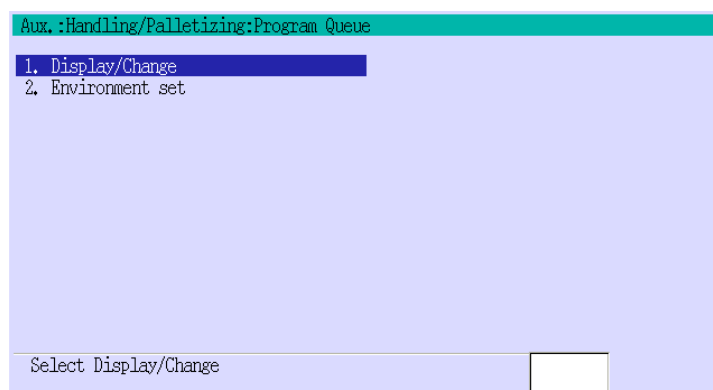 Aux.:Handling/Palletizing:Program Queue
1. Display/Change
2. Environment set
Select Display/Change